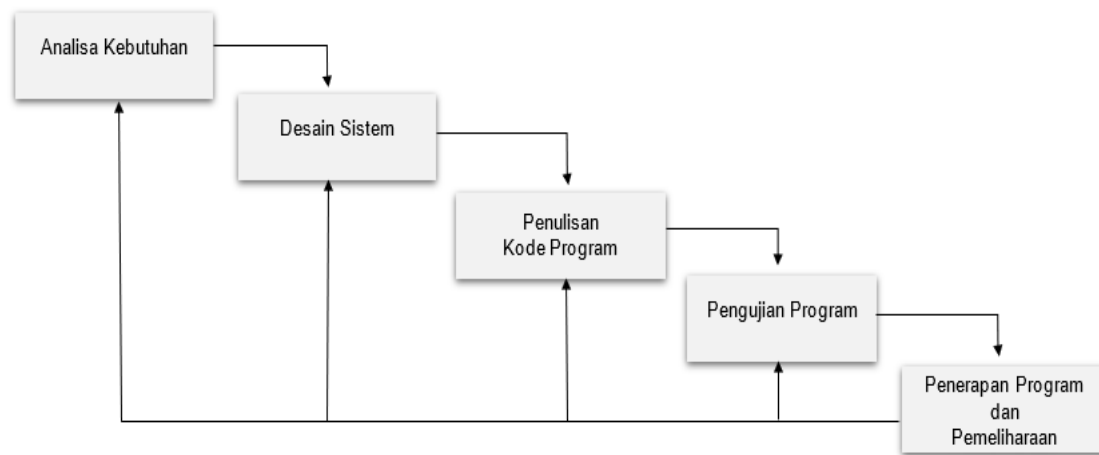 Analisa Kebutuhan
Desain Sistem
Penulisan
Kode Program
Pengujian Program
Penerapan Program
dan
Pemeliharaan